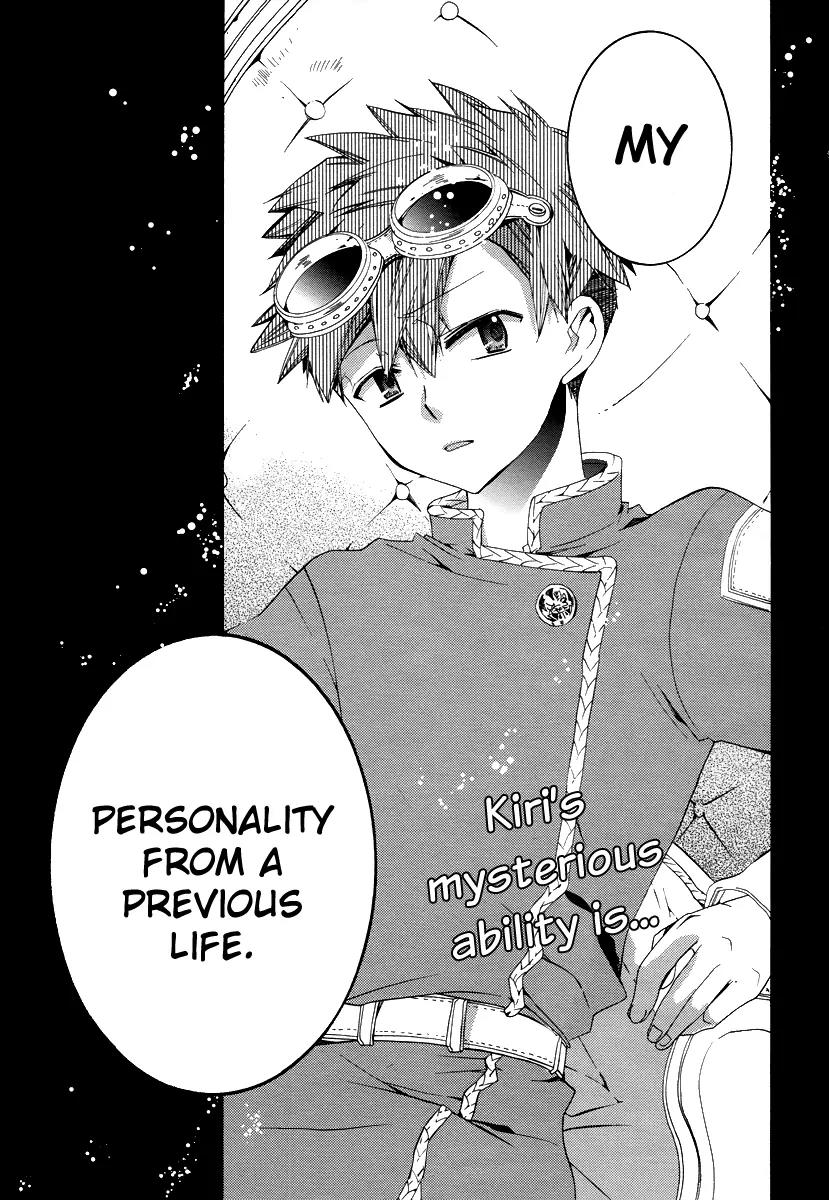 MY
PERSONALITY
FROM A
PREVIOUS
LIFE.
Kiri's
mysterious
ability is...